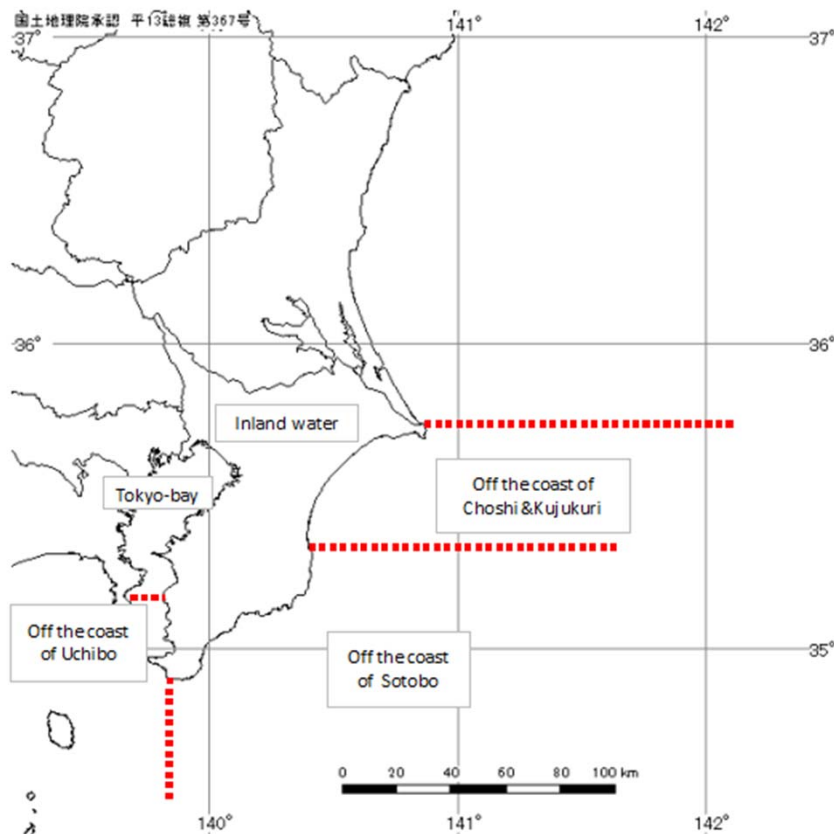 国土地理院承認 平13総複 第367号
141°
142°
37°
37°
36°
36°
Inland water
Off the coast of
Choshi&Kujukuri
Tokyo-bay
Off the coast
of Uchibo
Off the coast
of Sotobo
35°
35°
0 20 40 60 80 100 km
140°
141°
142°